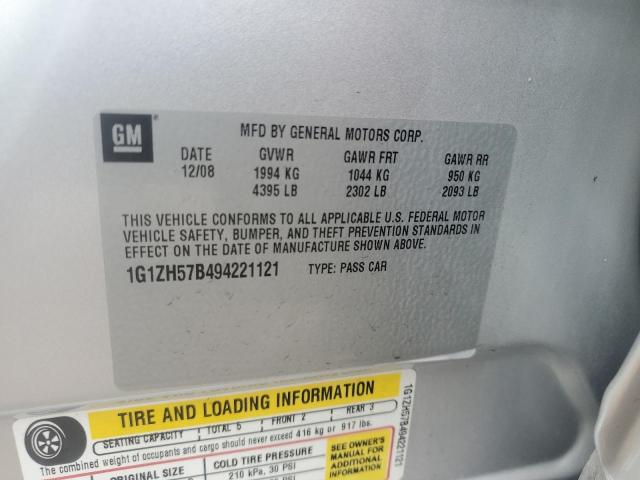 GM
MFD BY GENERAL MOTORS CORP.
DATE GVWR GAWR FRT GAWR RR
12/08 1994 KG 1044 KG 950 KG
4395 LB 2302 LB 2093 LB
THIS VEHICLE CONFORMS TO ALL APPLICABLE U.S. FEDERAL MOTOR
VEHICLE SAFETY, BUMPER, AND THEFT PREVENTION STANDARDS IN
EFFECT ON THE DATE OF MANUFACTURE SHOWN ABOVE.
1G1ZH57B494221121 TYPE: PASS CAR
TIRE AND LOADING INFORMATION
SEATING CAPACITY TOTAL 5 FRONT 2 REAR 3
The combined weight of occupants and cargo should never exceed 416 kg or 917 lbs.
ORIGINAL SIZE COLD TIRE PRESSURE
210 kPa, 30 PSI
SEE OWNER'S
MANUAL FOR
ADDITIONAL
INFORMATION
1G1ZH57B494221121